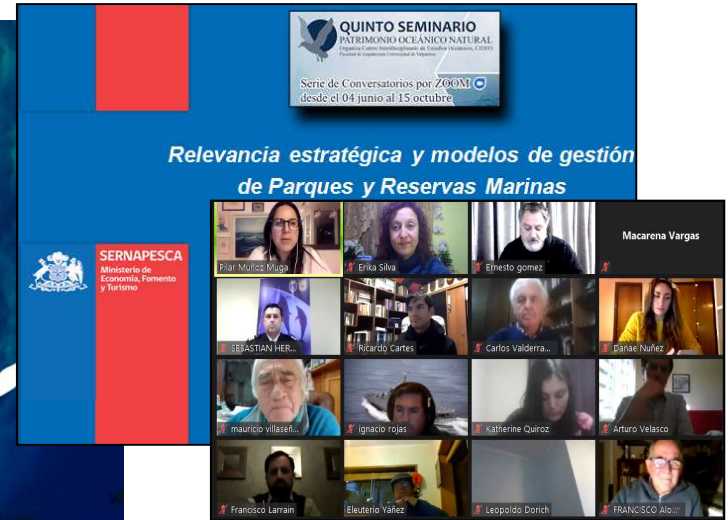 QUINTO SEMINARIO
PATRIMONIO OCEÁNICO NATURAL
Organiza Centro Interdisciplinario de Estudios Oceánicos, CIDEO
Facultad de Arquitectura Universidad de Valparaíso
Serie de Conversatorios por ZOOM
desde el 04 junio al 15 octubre
Relevancia estratégica y modelos de gestión
de Parques y Reservas Marinas
SERNAPESCA
Ministerio de
Economía, Fomento
y Turismo
Pilar Muñoz Muga
Erika Silva
Ernesto gomez
Macarena Vargas
SEBASTIAN HER...
Ricardo Cartes
Carlos Valderra...
Danae Nuñez
mauricio villaseñ...
ignacio rojas
Katherine Quiroz
Arturo Velasco
Francisco Larrain
Eleuterio Yáñez
Leopoldo Dorich
FRANCISCO Alo...